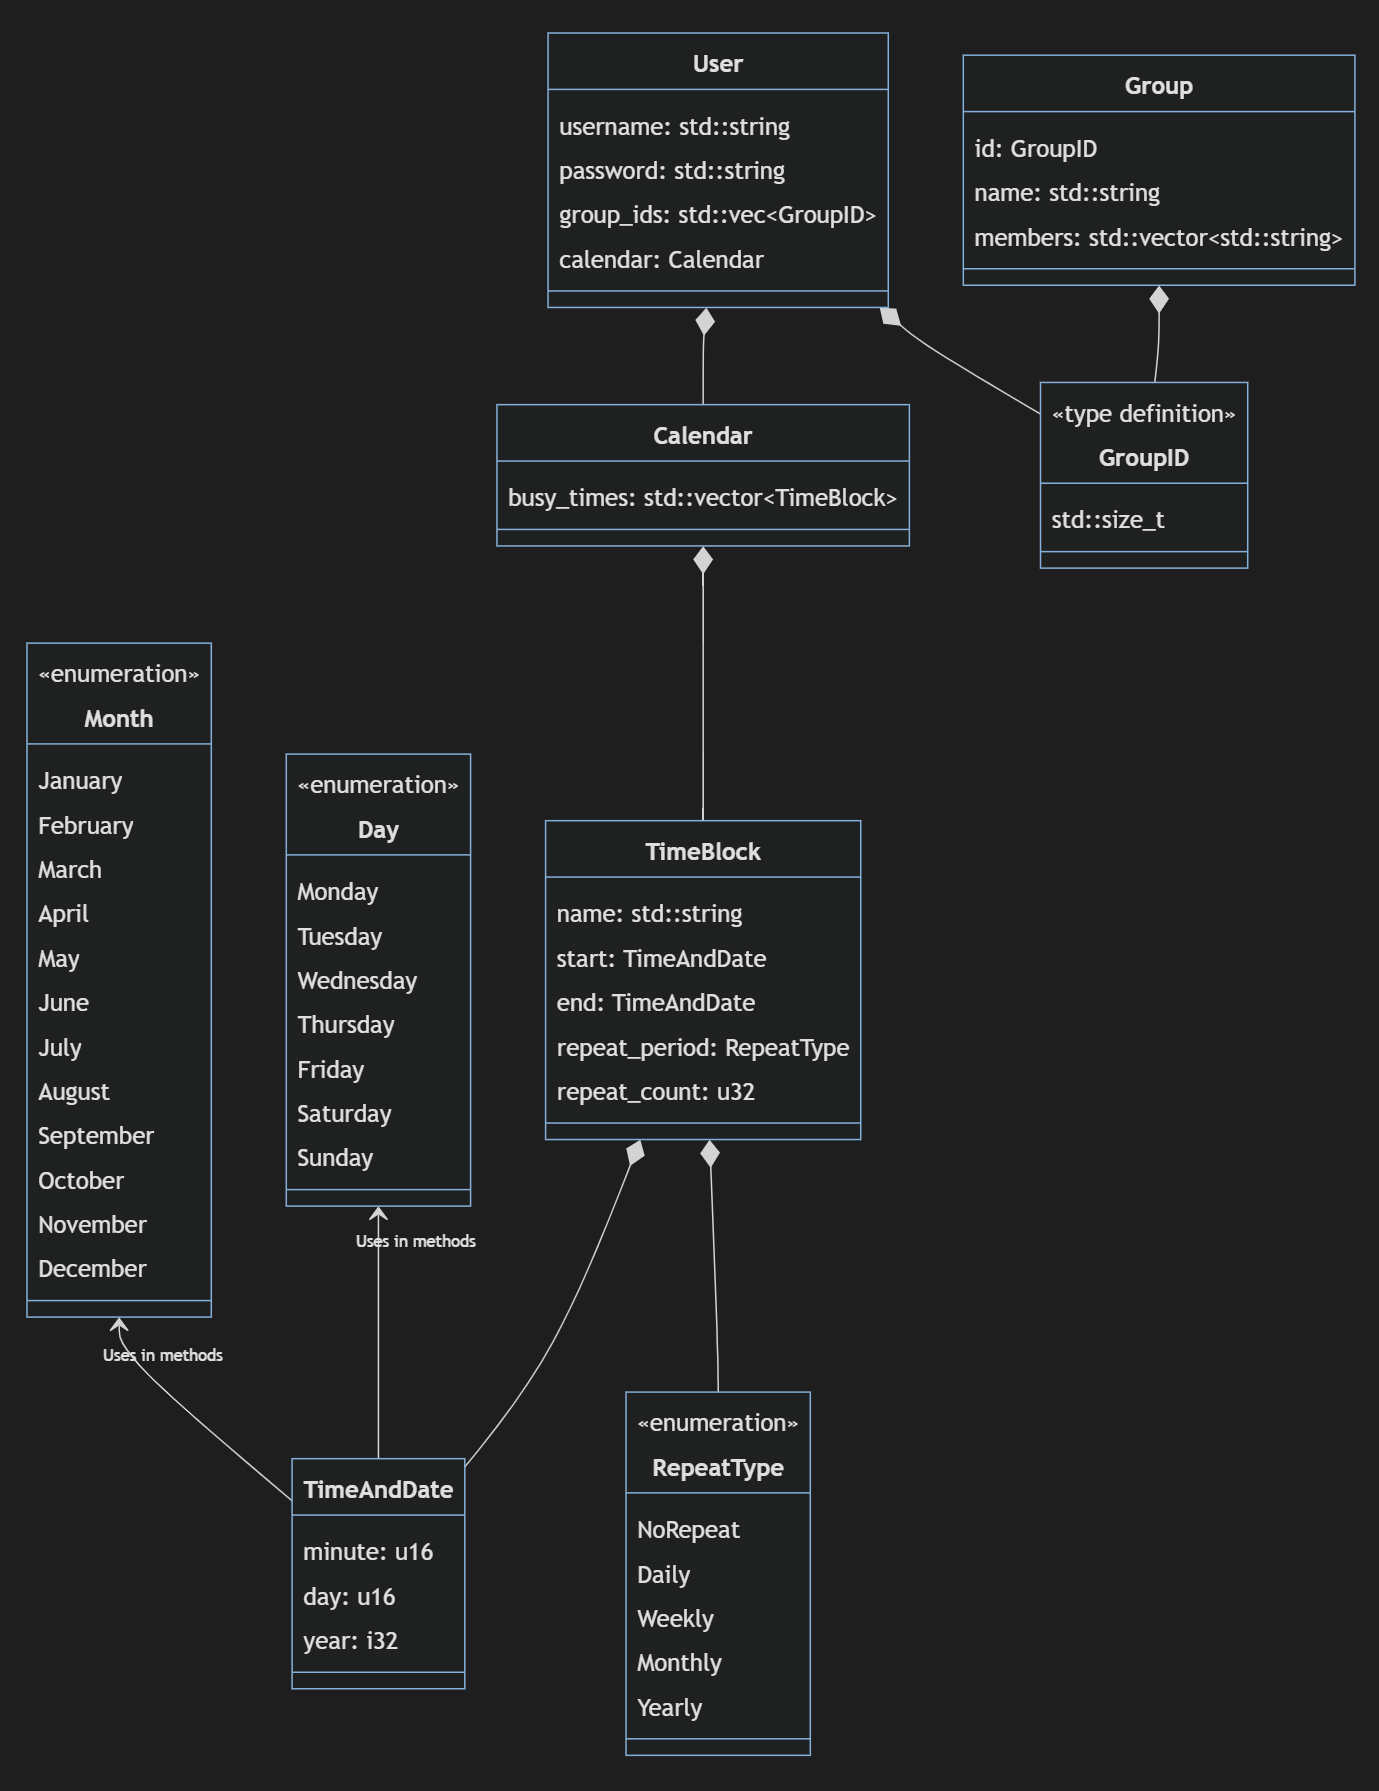 User
username: std::string
password: std::string
group_ids: std::vec<GroupID>
calendar: Calendar
Group
id: GroupID
name: std::string
members: std::vector<std::string>
Calendar
busy_times: std::vector<TimeBlock>
«type definition»
GroupID
std::size_t
«enumeration»
Month
January
February
March
April
May
June
July
August
September
October
November
December
«enumeration»
Day
Monday
Tuesday
Wednesday
Thursday
Friday
Saturday
Sunday
TimeBlock
name: std::string
start: TimeAndDate
end: TimeAndDate
repeat_period: RepeatType
repeat_count: u32
Uses in methods
Uses in methods
TimeAndDate
minute: u16
day: u16
year: i32
«enumeration»
RepeatType
NoRepeat
Daily
Weekly
Monthly
Yearly